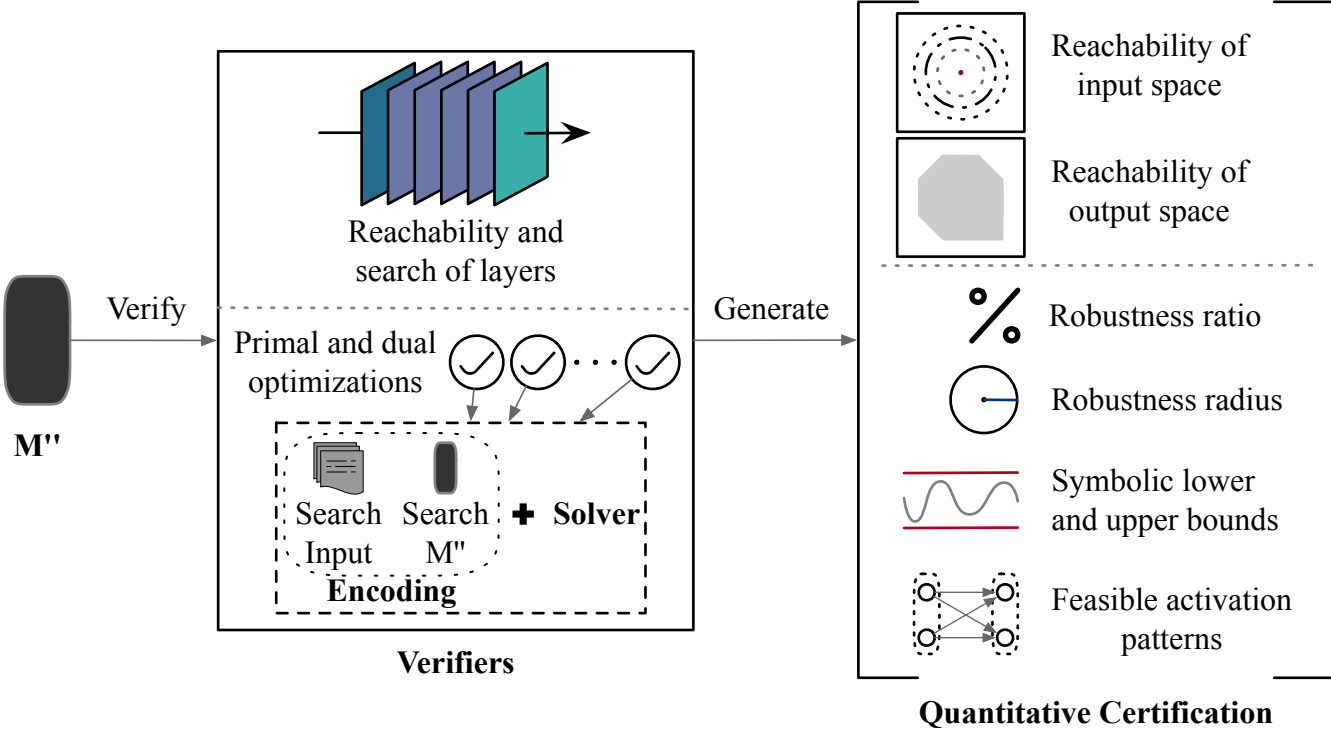 M''
Verify
Reachability and
search of layers
Primal and dual
optimizations
Search Search
Input M''
+ Solver
Encoding
Verifiers
Generate
Reachability of
input space
Reachability of
output space
% Robustness ratio
Robustness radius
Symbolic lower
and upper bounds
Feasible activation
patterns
Quantitative Certification